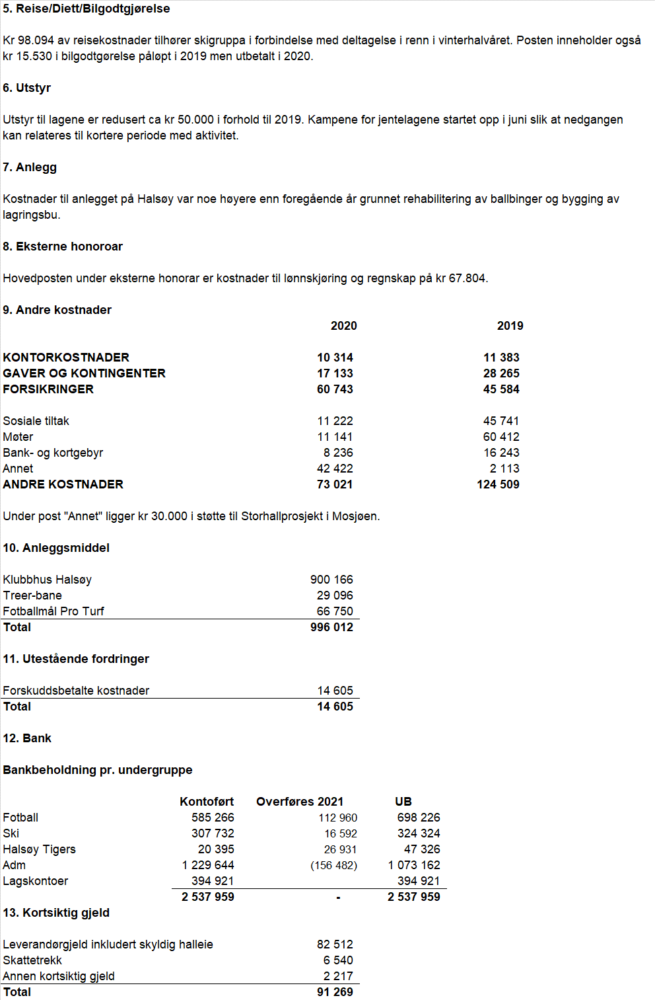 5. Reise/Diett/Bilgodtgjørelse
Kr 98.094 av reisekostnader tilhører skigruppa i forbindelse med deltagelse i renn i vinterhalvåret. Posten inneholder også
kr 15.530 i bilgodtgørelse påløpt i 2019 men utbetalt i 2020.
6. Utstyr
Utstyr til lagene er redusert ca kr 50.000 i forhold til 2019. Kampene for jentelagene startet opp i juni slik at nedgangen
kan relateres til kortere periode med aktivitet.
7. Anlegg
Kostnader til anlegget på Halsøy var noe høyere enn foregående år grunnet rehabilitering av ballbinger og bygging av
lagringsbu.
8. Eksterne honoroar
Hovedposten under eksterne honorar er kostnader til lønnskjøring og regnskap på kr 67.804.
9. Andre kostnader
2020 2019
KONTORKOSTNADER 10 314 11 383
GAVER OG KONTINGENTER 17 133 28 265
FORSIKRINGER 60 743 45 584
Sosiale tiltak 11 222 45 741
Møter 11 141 60 412
Bank- og kortgebyr 8 236 16 243
Annet 42 422 2 113
ANDRE KOSTNADER 73 021 124 509
Under post "Annet" ligger kr 30.000 i støtte til Storhallprosjekt i Mosjøen.
10. Anleggsmiddel
Klubbhus Halsøy 900 166
Treer-bane 29 096
Fotballmål Pro Turf 66 750
Total 996 012
11. Utestående fordringer
Forskuddsbetalte kostnader 14 605
Total 14 605
12. Bank
Bankbeholdning pr. undergruppe
Kontoført Overføres 2021 UB
Fotball 585 266 112 960 698 226
Ski 307 732 16 592 324 324
Halsøy Tigers 20 395 26 931 47 326
Adm 1 229 644 (156 482) 1 073 162
Lagskontoer 394 921 394 921
2 537 959 - 2 537 959
13. Kortsiktig gjeld
Leverandørgjeld inkludert skyldig halleie 82 512
Skattetrekk 6 540
Annen kortsiktig gjeld 2 217
Total 91 269